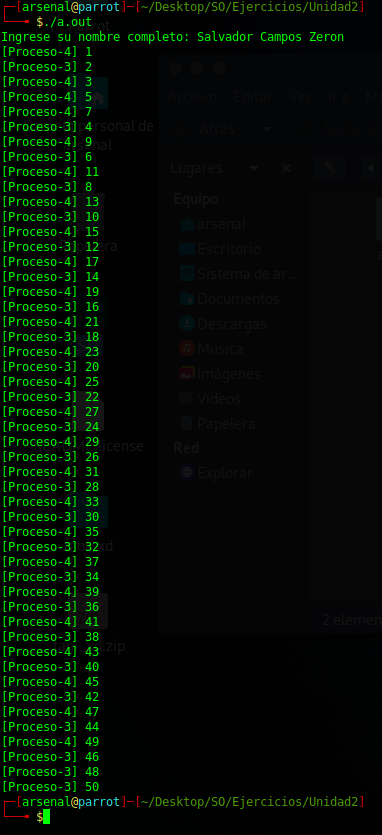 [arsenal@parrot]-[~/Desktop/SO/Ejercicios/Unidad2]
$./a.out
Ingrese su nombre completo: Salvador Campos Zeron
[Proceso-4] 1
[Proceso-3] 2
[Proceso-4] 3
[Proceso-4] 5
[Proceso-4] 7
[Proceso-3] 4
[Proceso-4] 9
[Proceso-3] 6
[Proceso-4] 11
[Proceso-3] 8
[Proceso-4] 13
[Proceso-3] 10
[Proceso-4] 15
[Proceso-3] 12
[Proceso-4] 17
[Proceso-3] 14
[Proceso-4] 19
[Proceso-3] 16
[Proceso-4] 21
[Proceso-3] 18
[Proceso-4] 23
[Proceso-3] 20
[Proceso-4] 25
[Proceso-3] 22
[Proceso-4] 27
[Proceso-3] 24
[Proceso-4] 29
[Proceso-3] 26
[Proceso-4] 31
[Proceso-3] 28
[Proceso-4] 33
[Proceso-3] 30
[Proceso-4] 35
[Proceso-3] 32
[Proceso-4] 37
[Proceso-3] 34
[Proceso-4] 39
[Proceso-3] 36
[Proceso-4] 41
[Proceso-3] 38
[Proceso-4] 43
[Proceso-3] 40
[Proceso-4] 45
[Proceso-3] 42
[Proceso-4] 47
[Proceso-3] 44
[Proceso-4] 49
[Proceso-3] 46
[Proceso-3] 48
[Proceso-3] 50
[arsenal@parrot]-[~/Desktop/SO/Ejercicios/Unidad2]
$
Archivo Editar Ver Ir a
Atrás
Lugares
Equipo
arsenal
Escritorio
Sistema de ar...
Documentos
Descargas
Música
Imágenes
Vídeos
Papelera
Red
Explorar
2 elemen